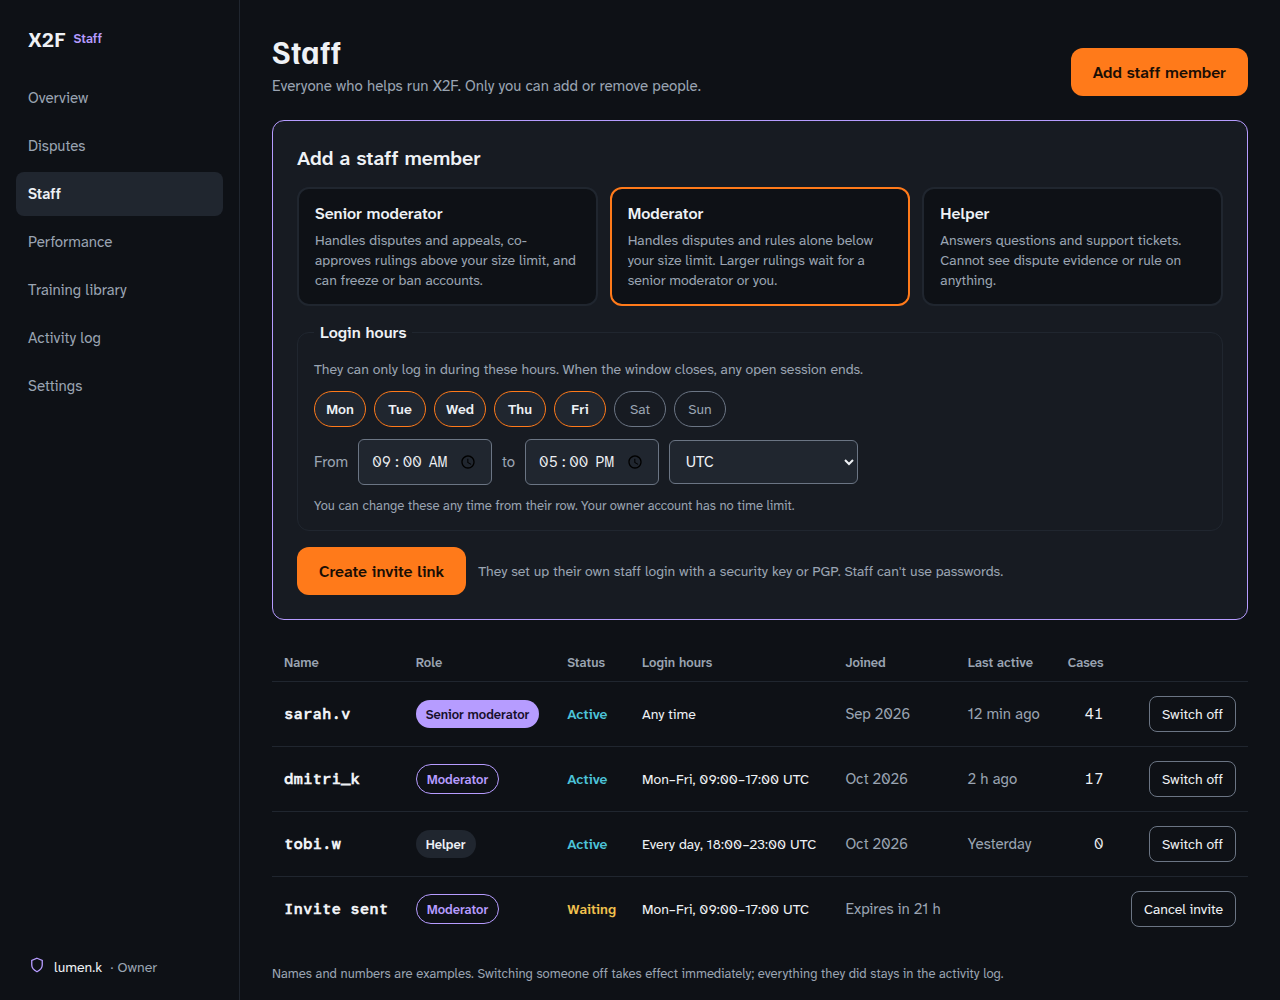 X2F Staff
Overview
Disputes
Staff
Performance
Training library
Activity log
Settings
lumen.k · Owner
Staff
Everyone who helps run X2F. Only you can add or remove people.
Add staff member
Add a staff member
Senior moderator
Handles disputes and appeals, co-
approves rulings above your size limit, and
can freeze or ban accounts.
Moderator
Handles disputes and rules alone below
your size limit. Larger rulings wait for a
senior moderator or you.
Helper
Answers questions and support tickets.
Cannot see dispute evidence or rule on
anything.
Login hours
They can only log in during these hours. When the window closes, any open session ends.
Mon Tue Wed Thu Fri Sat Sun
From 09:00 AM to 05:00 PM UTC
You can change these any time from their row. Your owner account has no time limit.
Create invite link They set up their own staff login with a security key or PGP. Staff can't use passwords.
Name Role Status Login hours Joined Last active Cases
sarah.v Senior moderator Active Any time Sep 2026 12 min ago 41 Switch off
dmitri_k Moderator Active Mon–Fri, 09:00–17:00 UTC Oct 2026 2 h ago 17 Switch off
tobi.w Helper Active Every day, 18:00–23:00 UTC Oct 2026 Yesterday 0 Switch off
Invite sent Moderator Waiting Mon–Fri, 09:00–17:00 UTC Expires in 21 h Cancel invite
Names and numbers are examples. Switching someone off takes effect immediately; everything they did stays in the activity log.